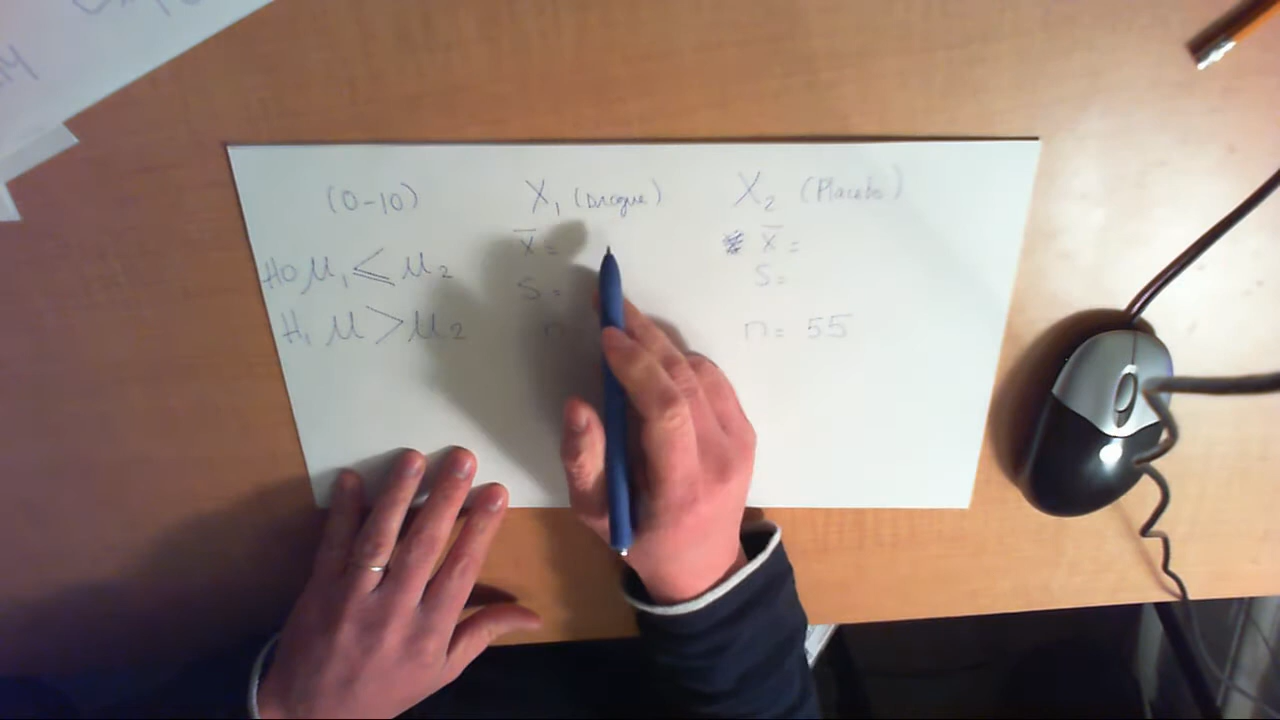 (0-10) X₁ (Drogue) X₂ (Placebo)
X̄ = X̄ =
H0 μ₁ ≤ μ₂ S = S =
H₁ μ > μ₂ n n = 55